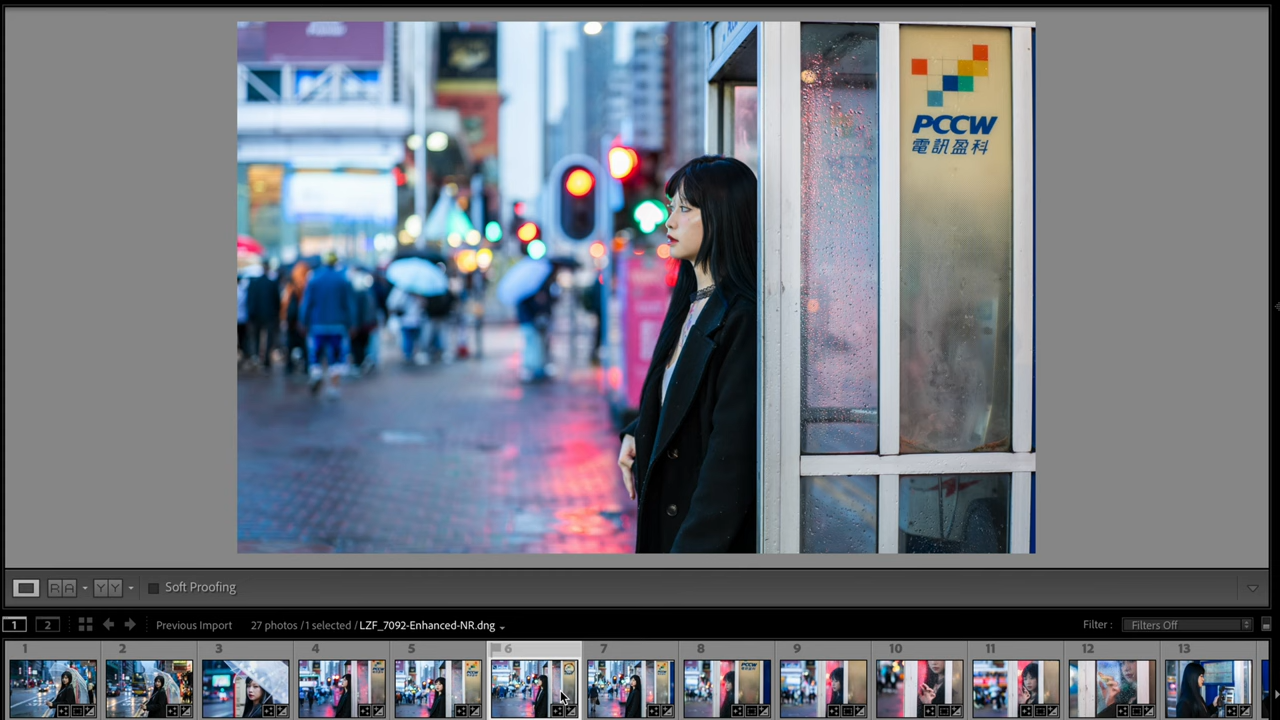 PCCW
電訊盈科
R A
Y Y
Soft Proofing
1 2 Previous Import 27 photos / 1 selected / LZF_7092-Enhanced-NR.dng Filter : Filters Off
1 2 3 4 5 6 7 8 9 10 11 12 13